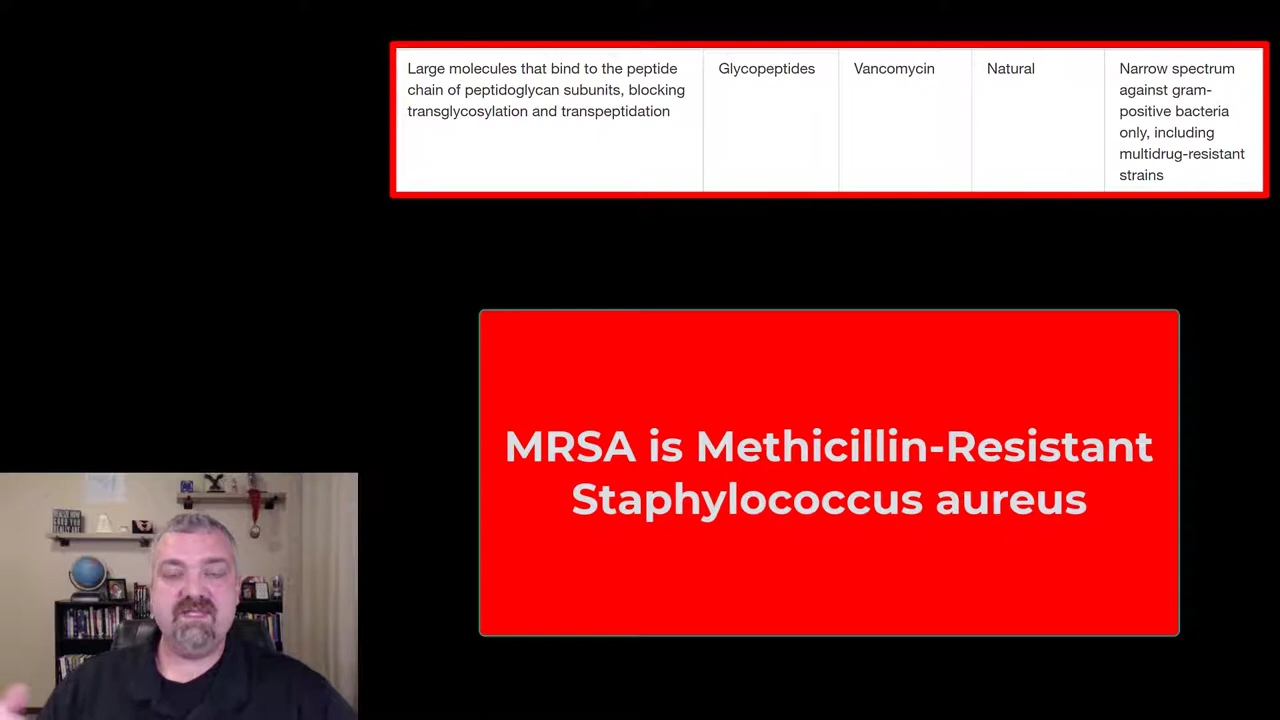 Large molecules that bind to the peptide
chain of peptidoglycan subunits, blocking
transglycosylation and transpeptidation
Glycopeptides
Vancomycin
Natural
Narrow spectrum
against gram-
positive bacteria
only, including
multidrug-resistant
strains
MRSA is Methicillin-Resistant
Staphylococcus aureus